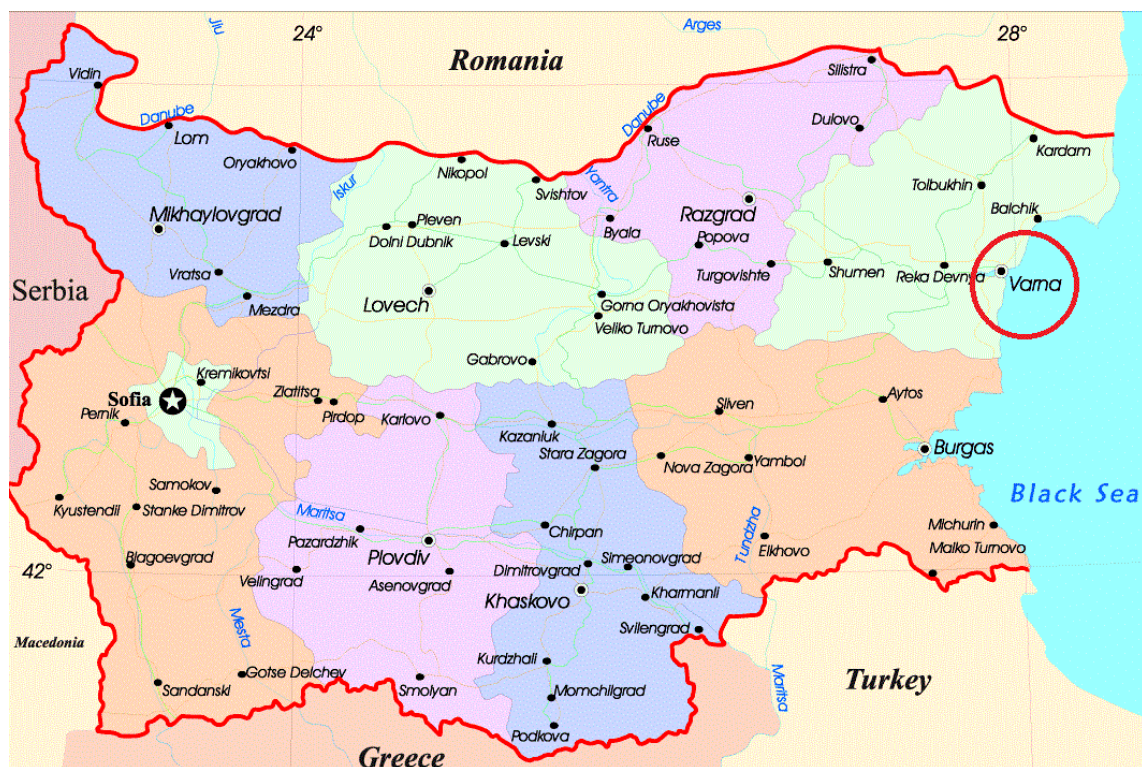 24°
28°
Jiu
Arges
Romania
Vidin
Silistra
Danube
Danube
Lom
Dulovo
Ruse
Oryakhovo
Kardam
Nikopol
Iskur
Yantra
Svishtov
Tolbukhin
Mikhaylovgrad
Razgrad
Balchik
Pleven
Byala
Dolni Dubnik
Levski
Popova
Vratsa
Turgovishte
Shumen
Reka Devnya
Varna
Serbia
Mezdra
Lovech
Gorna Oryakhovista
Veliko Turnovo
Gabrovo
Kremikovtsi
Sofia
Zlatitsa
Pirdop
Pernik
Karlovo
Sliven
Aytos
Kazaniuk
Stara Zagora
Nova Zagora
Yamboi
Burgas
Samokov
Kyustendii
Stanke Dimitrov
Maritsa
Black Sea
Pazardzhik
Plovdiv
Chirpan
Tundzha
Elkhovo
Michurin
Malko Turnovo
Blagoevgrad
42°
Velingrad
Asenovgrad
Dimitrovgrad
Simeonovgrad
Khaskovo
Kharmanli
Mesta
Svilengrad
Macedonia
Gotse Delchev
Kurdzhali
Sandanski
Smolyan
Momchilgrad
Maritsa
Turkey
Podkova
Greece